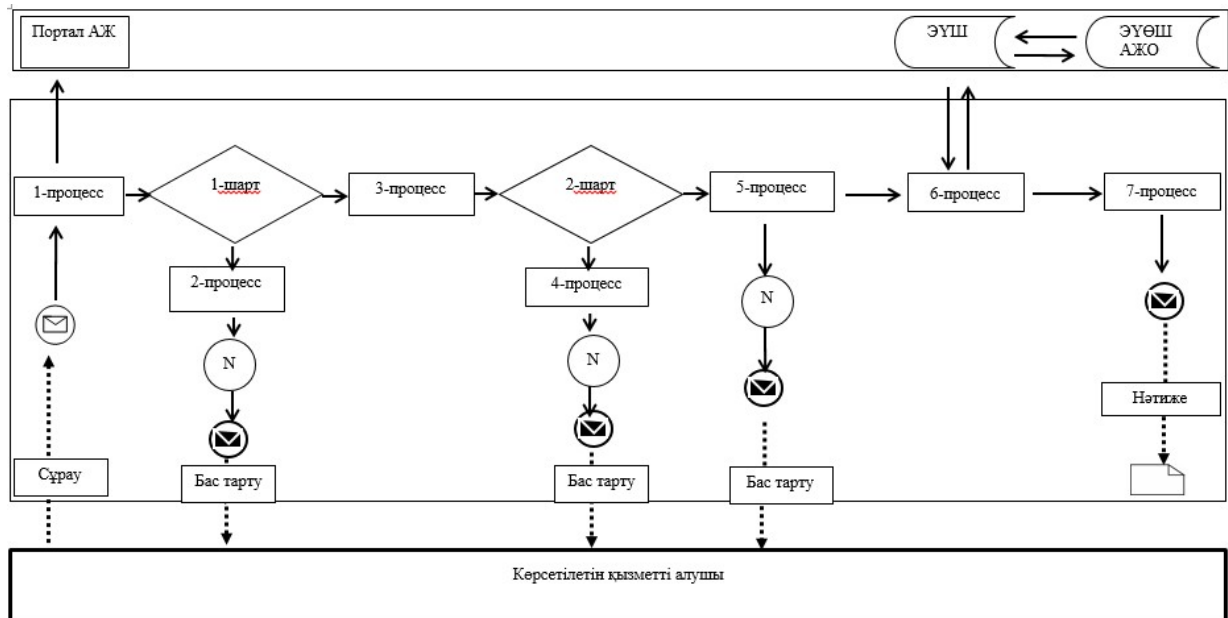 Портал АЖ
ЭҮШ
ЭҮӨШ
АЖО
1-процесс
1-шарт
3-процесс
2-шарт
5-процесс
6-процесс
7-процесс
2-процесс
4-процесс
N
N
N
Нәтиже
Сұрау
Бас тарту
Бас тарту
Бас тарту
Көрсетілетін қызметті алушы